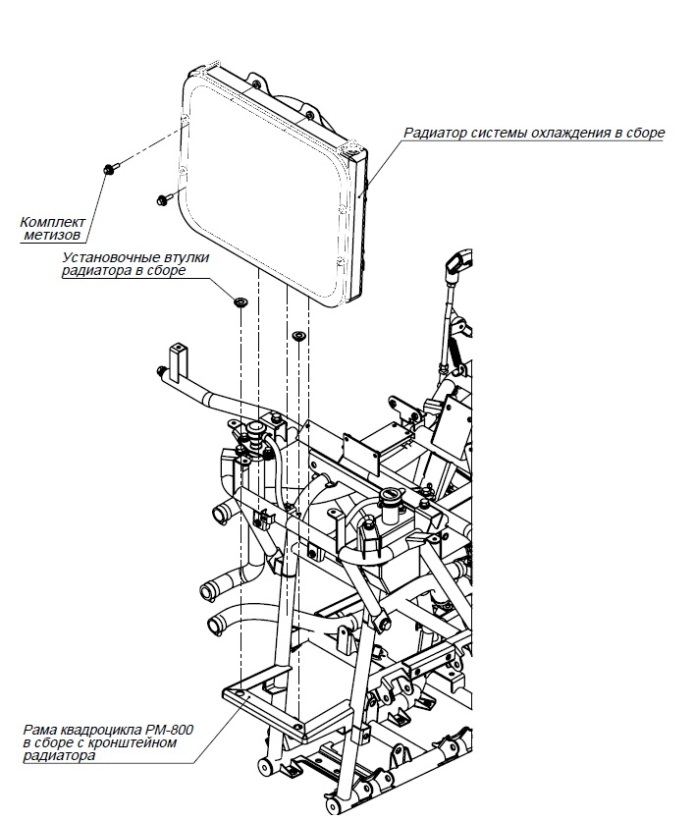 Радиатор системы охлаждения в сборе
Комплект
метизов
Установочные втулки
радиатора в сборе
Рама квадроцикла РМ-800
в сборе с кронштейном
радиатора